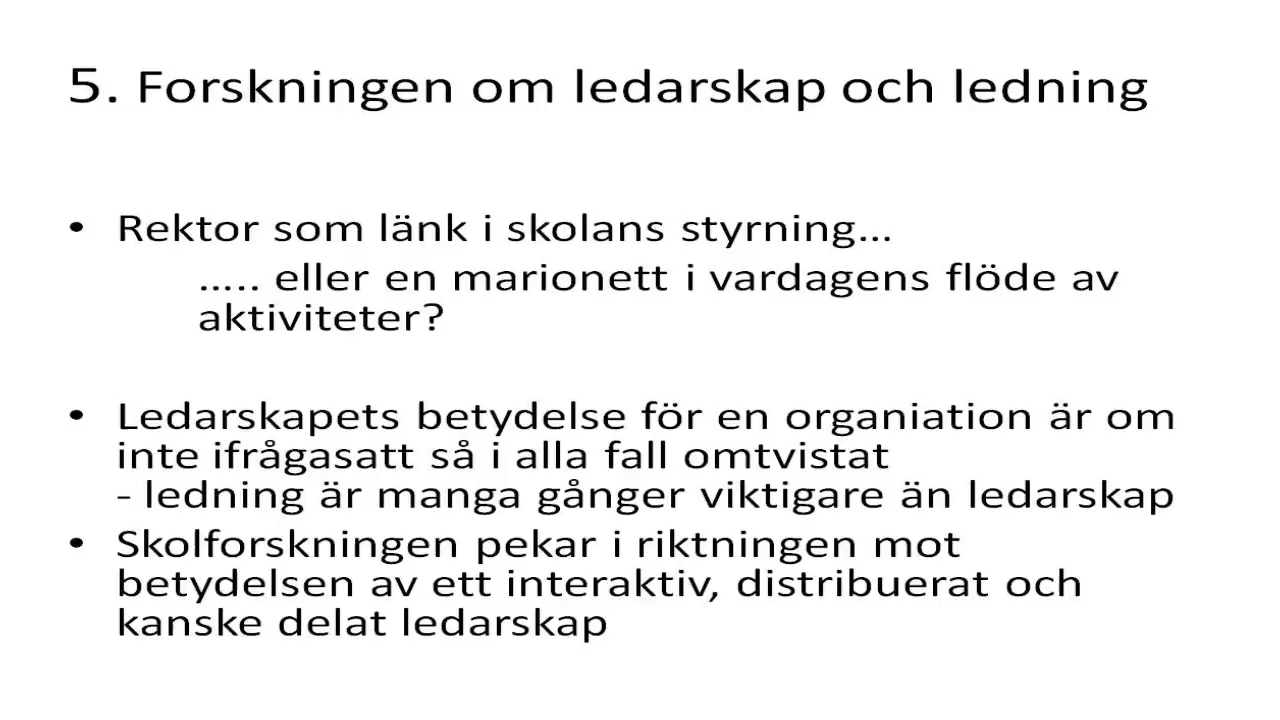 5. Forskningen om ledarskap och ledning
• Rektor som länk i skolans styrning...
..... eller en marionett i vardagens flöde av
aktiviteter?
• Ledarskapets betydelse för en organiation är om
inte ifrågasatt så i alla fall omtvistat
- ledning är manga gånger viktigare än ledarskap
• Skolforskningen pekar i riktningen mot
betydelsen av ett interaktiv, distribuerat och
kanske delat ledarskap